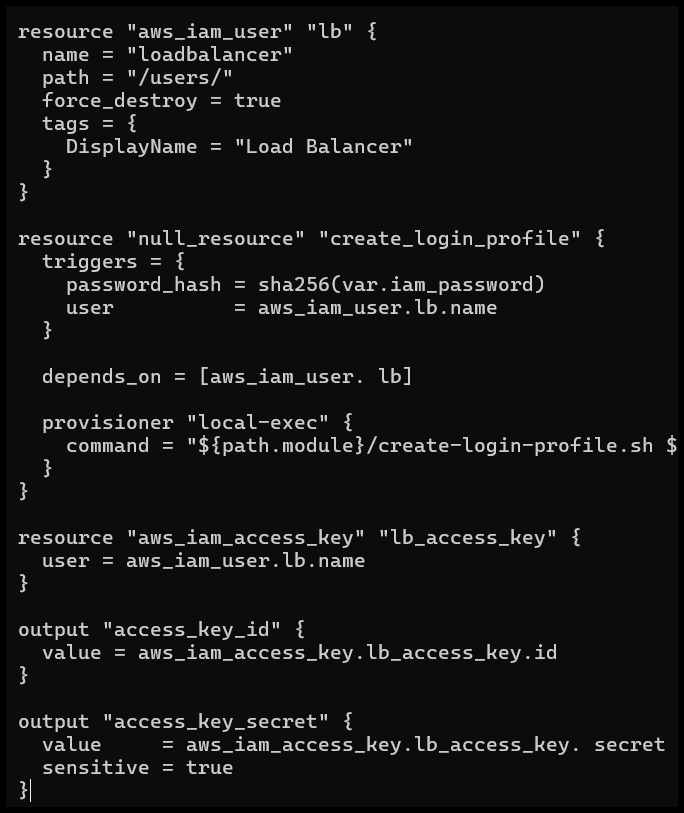 resource "aws_iam_user" "lb" {
  name = "loadbalancer"
  path = "/users/"
  force_destroy = true
  tags = {
    DisplayName = "Load Balancer"
  }
}

resource "null_resource" "create_login_profile" {
  triggers = {
    password_hash = sha256(var.iam_password)
    user          = aws_iam_user.lb.name
  }

  depends_on = [aws_iam_user. lb]

  provisioner "local-exec" {
    command = "${path.module}/create-login-profile.sh $
  }
}

resource "aws_iam_access_key" "lb_access_key" {
  user = aws_iam_user.lb.name
}

output "access_key_id" {
  value = aws_iam_access_key.lb_access_key.id
}

output "access_key_secret" {
  value     = aws_iam_access_key.lb_access_key. secret
  sensitive = true
}